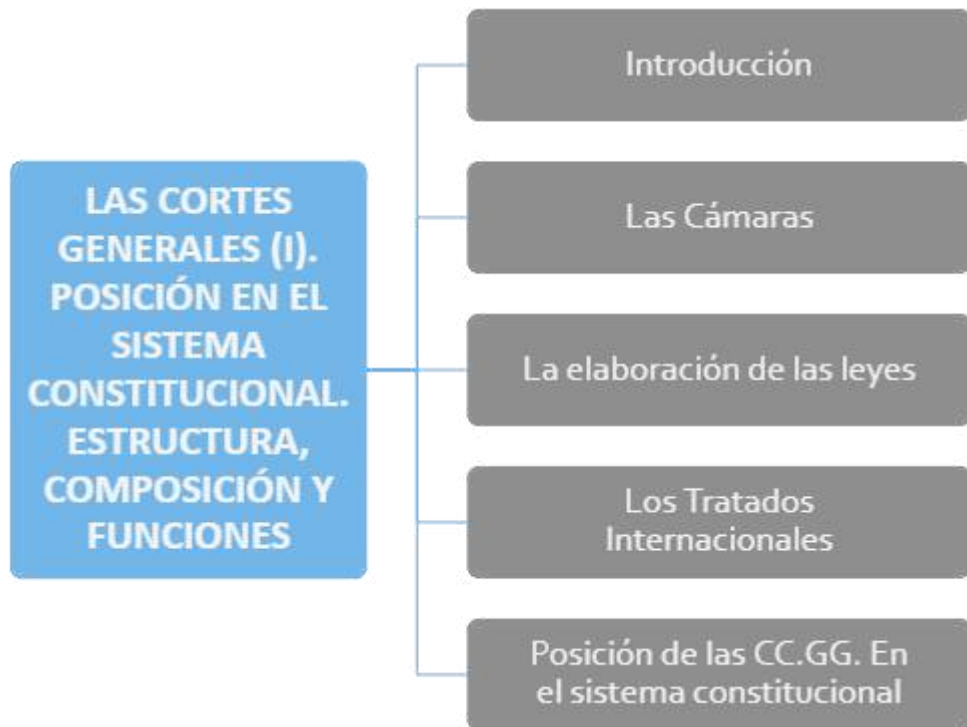 LAS CORTES
GENERALES (I).
POSICIÓN EN EL
SISTEMA
CONSTITUCIONAL.
ESTRUCTURA,
COMPOSICIÓN Y
FUNCIONES
Introducción
Las Cámaras
La elaboración de las leyes
Los Tratados
Internacionales
Posición de las CC.GG. En
el sistema constitucional